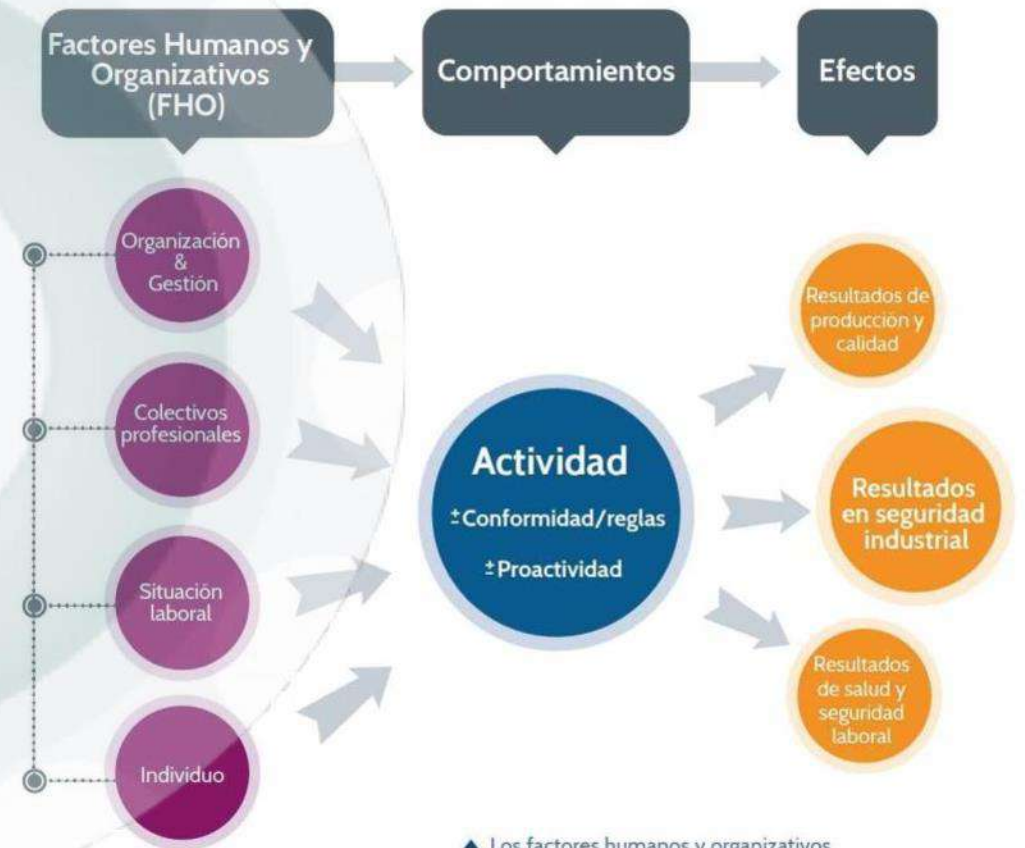 Factores Humanos y
Organizativos
(FHO)
Comportamientos
Efectos
Organización
&
Gestión
Colectivos
profesionales
Situación
laboral
Individuo
Actividad
±Conformidad/reglas
±Proactividad
Resultados de
producción y
calidad
Resultados
en seguridad
industrial
Resultados
de salud y
seguridad
laboral
Los factores humanos y organizativos